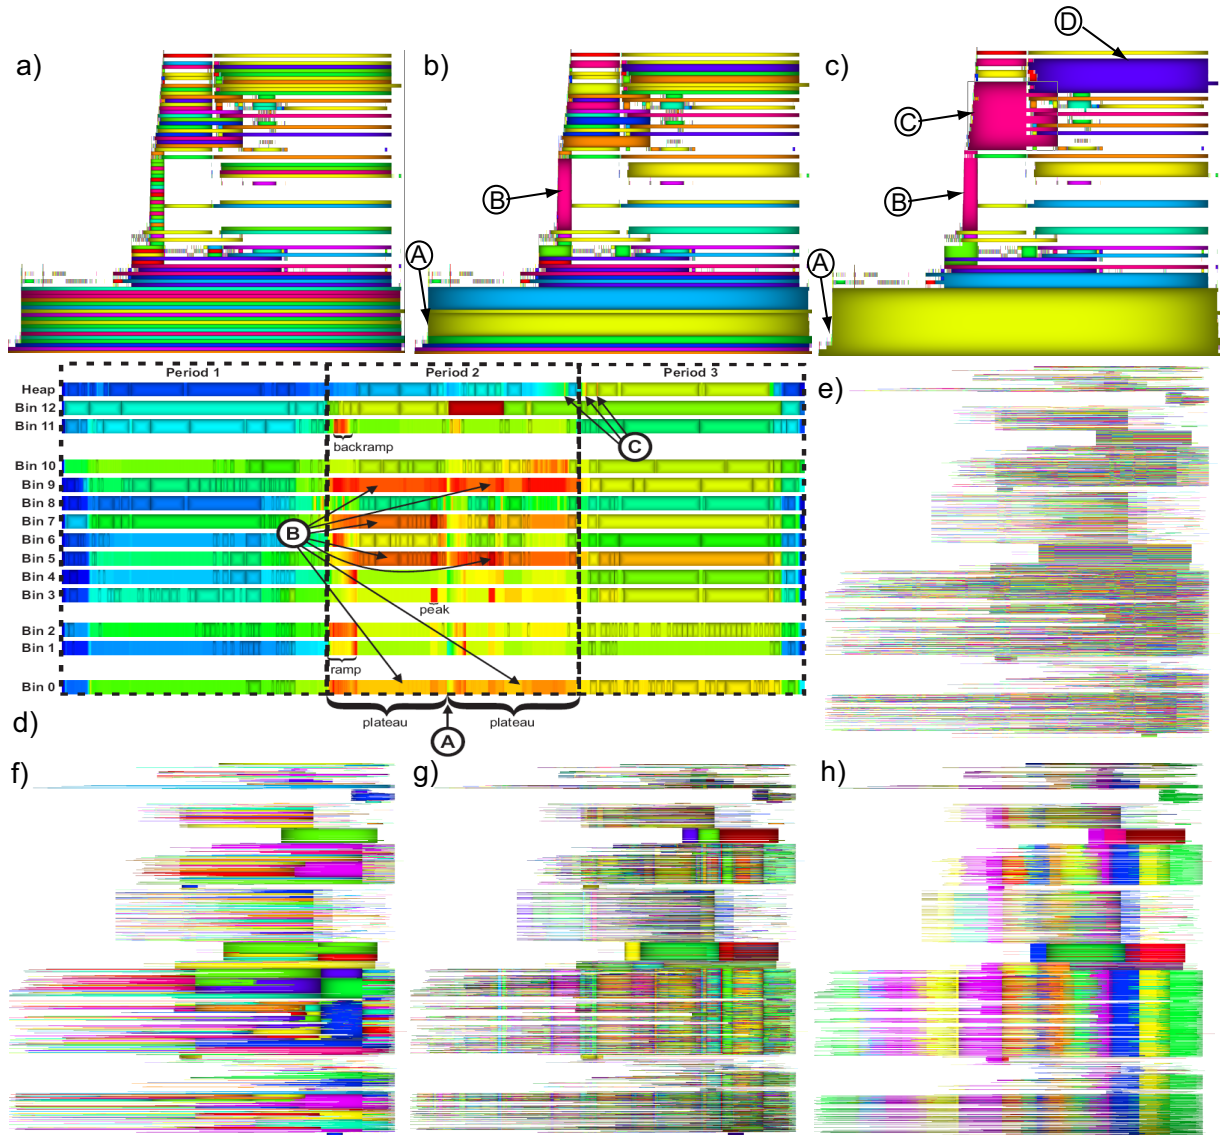 a)
b)
c)
D
C
B
B
A
A
Period 1
Period 2
Period 3
e)
Heap
Bin 12
Bin 11
backramp
C
Bin 10
Bin 9
Bin 8
Bin 7
B
Bin 6
Bin 5
Bin 4
Bin 3
peak
Bin 2
Bin 1
ramp
Bin 0
plateau
plateau
d)
A
f)
g)
h)